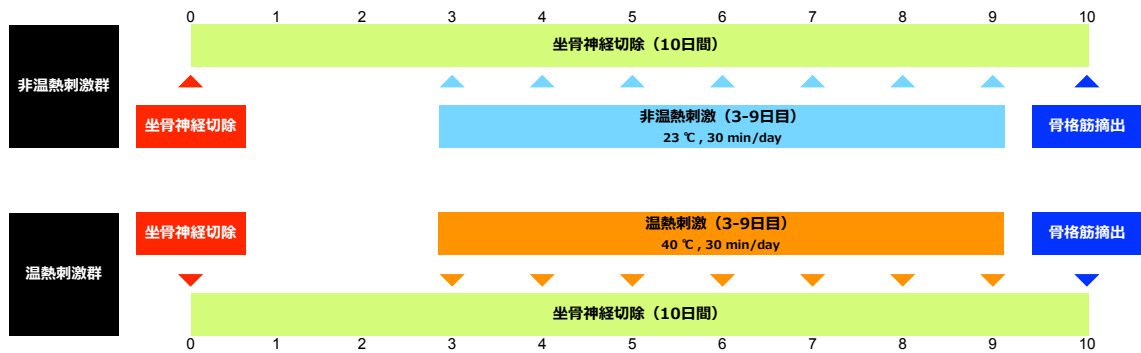 0 1 2 3 4 5 6 7 8 9 10
坐骨神経切除（10日間）
非温熱刺激群
坐骨神経切除
非温熱刺激（3-9日目）
23 ℃ , 30 min/day
骨格筋摘出
温熱刺激群
坐骨神経切除
温熱刺激（3-9日目）
40 ℃ , 30 min/day
骨格筋摘出
坐骨神経切除（10日間）
0 1 2 3 4 5 6 7 8 9 10